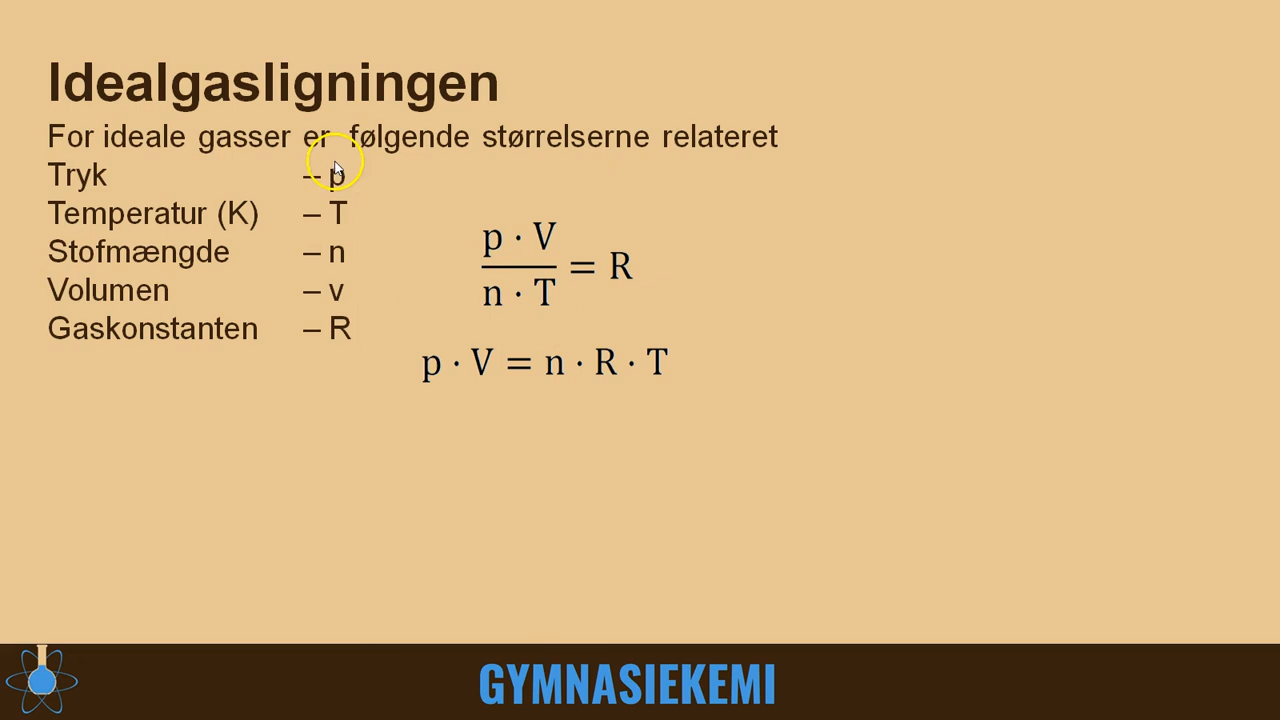 Idealgasligningen
For ideale gasser er følgende størrelserne relateret
Tryk – p
Temperatur (K) – T
Stofmængde – n
Volumen – v
Gaskonstanten – R
p · V
n · T
= R
p · V = n · R · T
GYMNASIEKEMI